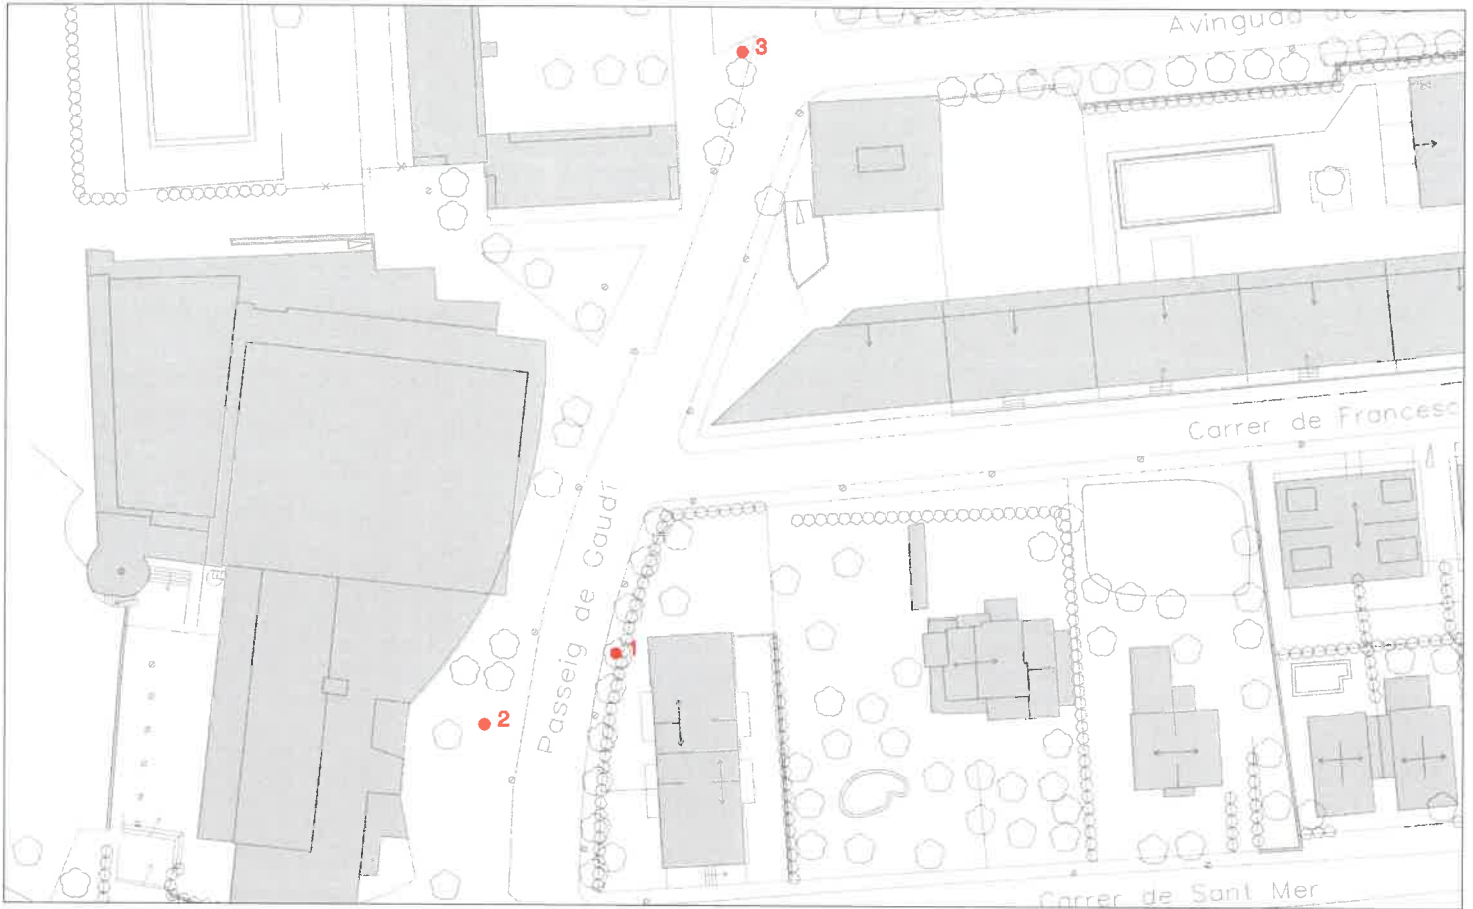 3
Avinguda de
Carrer de Francesc
Passeig de Gaudí
1
2
Carrer de Sant Mer